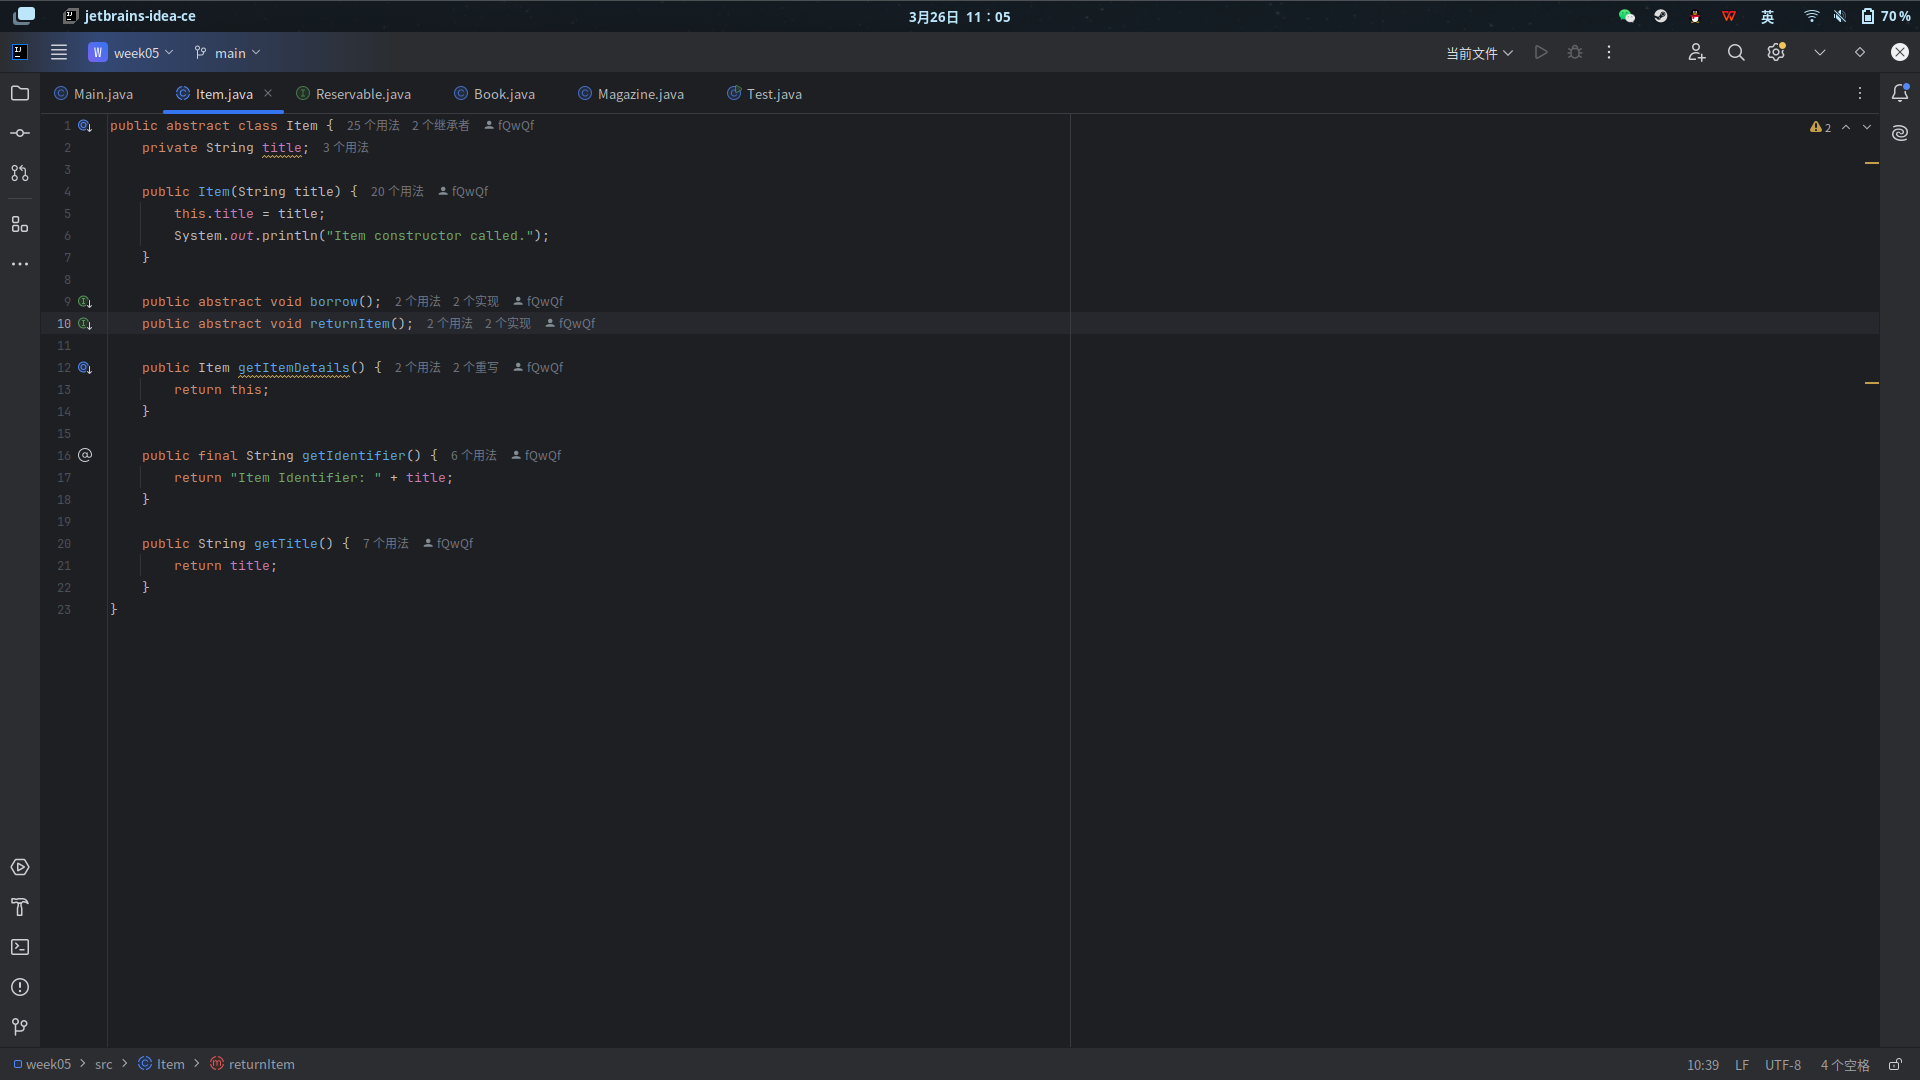 jetbrains-idea-ce 3月26日 11：05 英 70%
W week05 main 当前文件
Main.java Item.java Reservable.java Book.java Magazine.java Test.java
1 public abstract class Item { 25 个用法 2 个继承者 fQwQf 2
2 private String title; 3 个用法
3
4 public Item(String title) { 20 个用法 fQwQf
5 this.title = title;
6 System.out.println("Item constructor called.");
7 }
8
9 public abstract void borrow(); 2 个用法 2 个实现 fQwQf
10 public abstract void returnItem(); 2 个用法 2 个实现 fQwQf
11
12 public Item getItemDetails() { 2 个用法 2 个重写 fQwQf
13 return this;
14 }
15
16 public final String getIdentifier() { 6 个用法 fQwQf
17 return "Item Identifier: " + title;
18 }
19
20 public String getTitle() { 7 个用法 fQwQf
21 return title;
22 }
23 }
week05 src Item returnItem 10:39 LF UTF-8 4 个空格